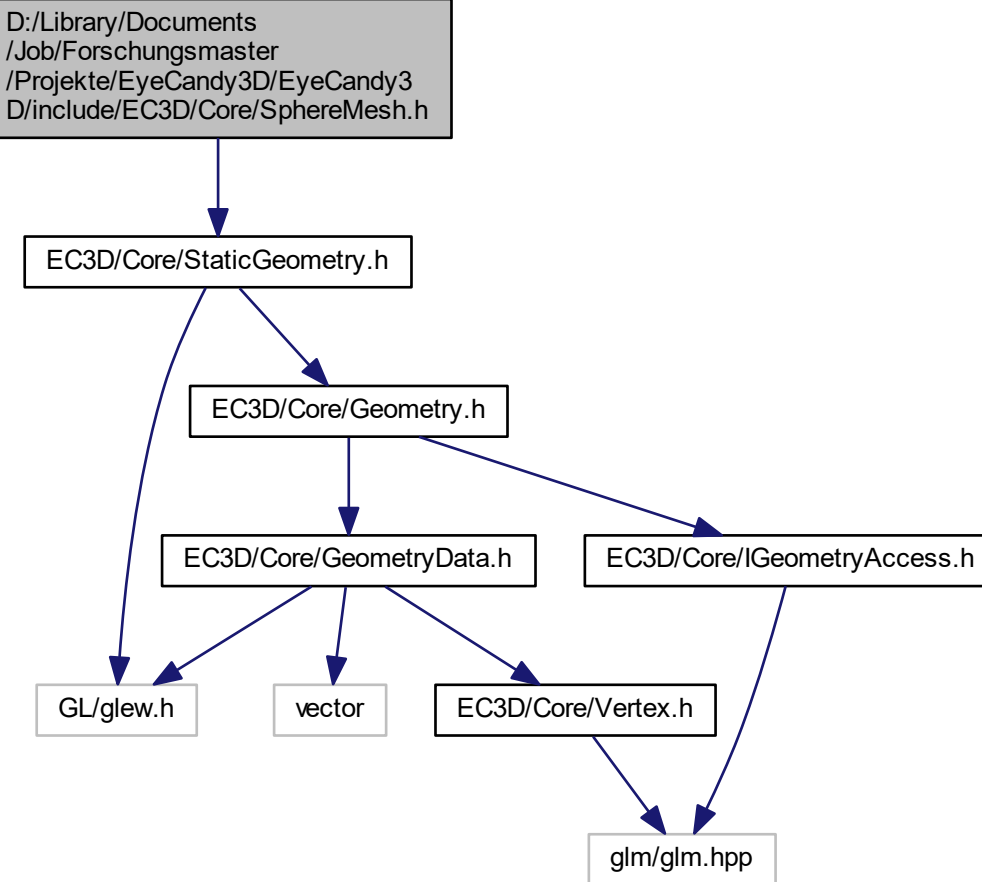 D:/Library/Documents
/Job/Forschungsmaster
/Projekte/EyeCandy3D/EyeCandy3
D/include/EC3D/Core/SphereMesh.h
EC3D/Core/StaticGeometry.h
EC3D/Core/Geometry.h
EC3D/Core/GeometryData.h
EC3D/Core/IGeometryAccess.h
GL/glew.h
vector
EC3D/Core/Vertex.h
glm/glm.hpp